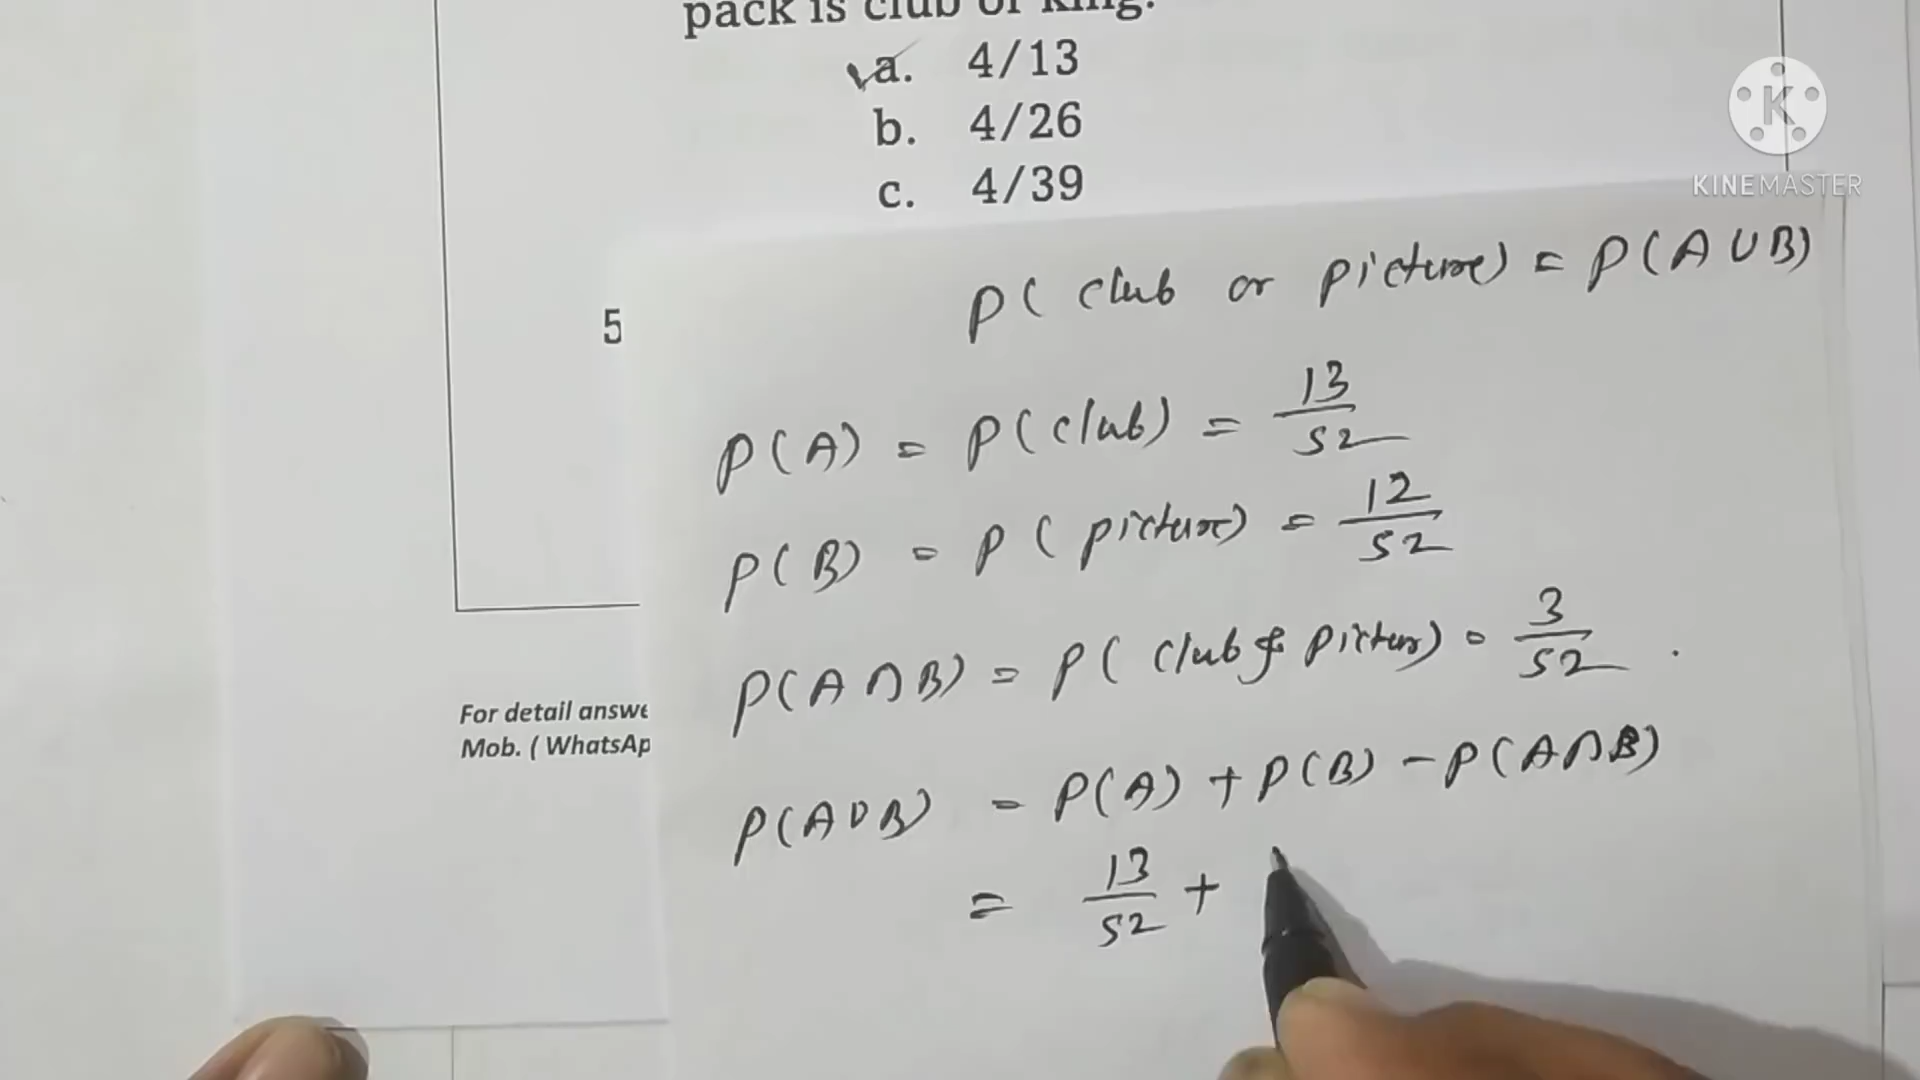 pack is club or king.
a. 4/13
b. 4/26
c. 4/39
K
KINEMASTER
5
P( club or picture) = P(A ∪ B)
P(A) = P(club) = 13/52
P(B) = P( picture) = 12/52
P(A ∩ B) = P( club & pictur) = 3/52 .
P(A ∪ B) = P(A) + P(B) - P(A ∩ B)
= 13/52 +
For detail answe
Mob. ( WhatsAp